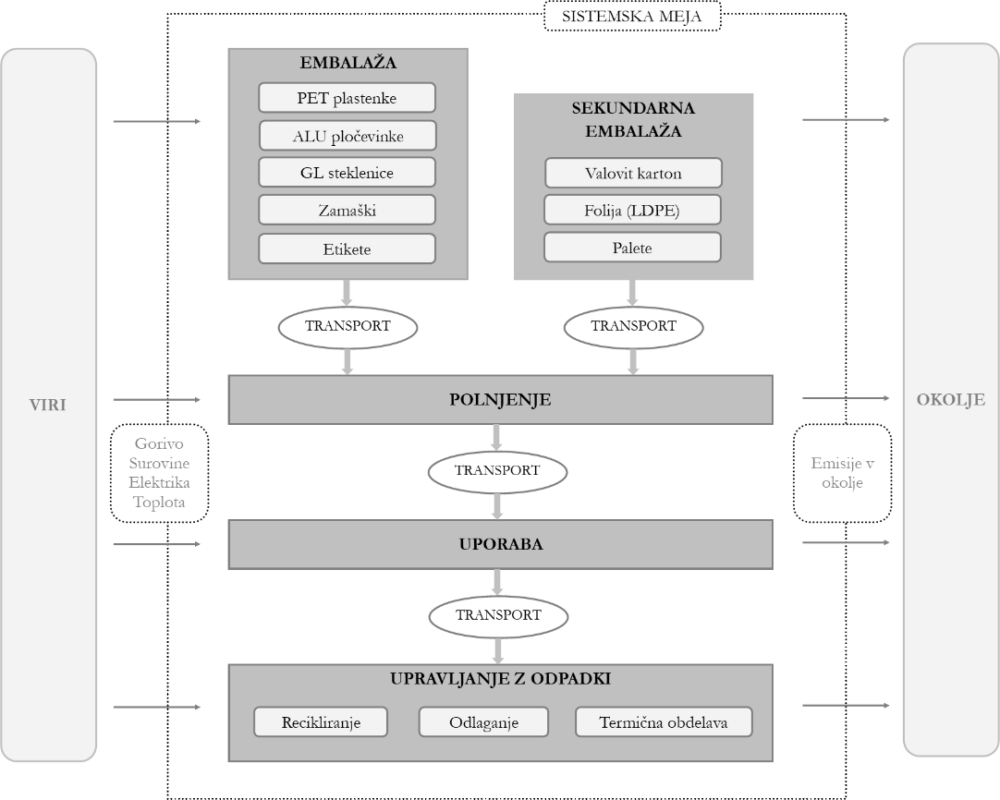 SISTEMSKA MEJA
EMBALAŽA
PET plastenke
ALU pločevinke
GL steklenice
Zamaški
Etikete
SEKUNDARNA
EMBALAŽA
Valovit karton
Folija (LDPE)
Palete
TRANSPORT
TRANSPORT
VIRI
POLNJENJE
OKOLJE
Gorivo
Surovine
Elektrika
Toplota
TRANSPORT
Emisije v
okolje
UPORABA
TRANSPORT
UPRAVLJANJE Z ODPADKI
Recikliranje
Odlaganje
Termična obdelava